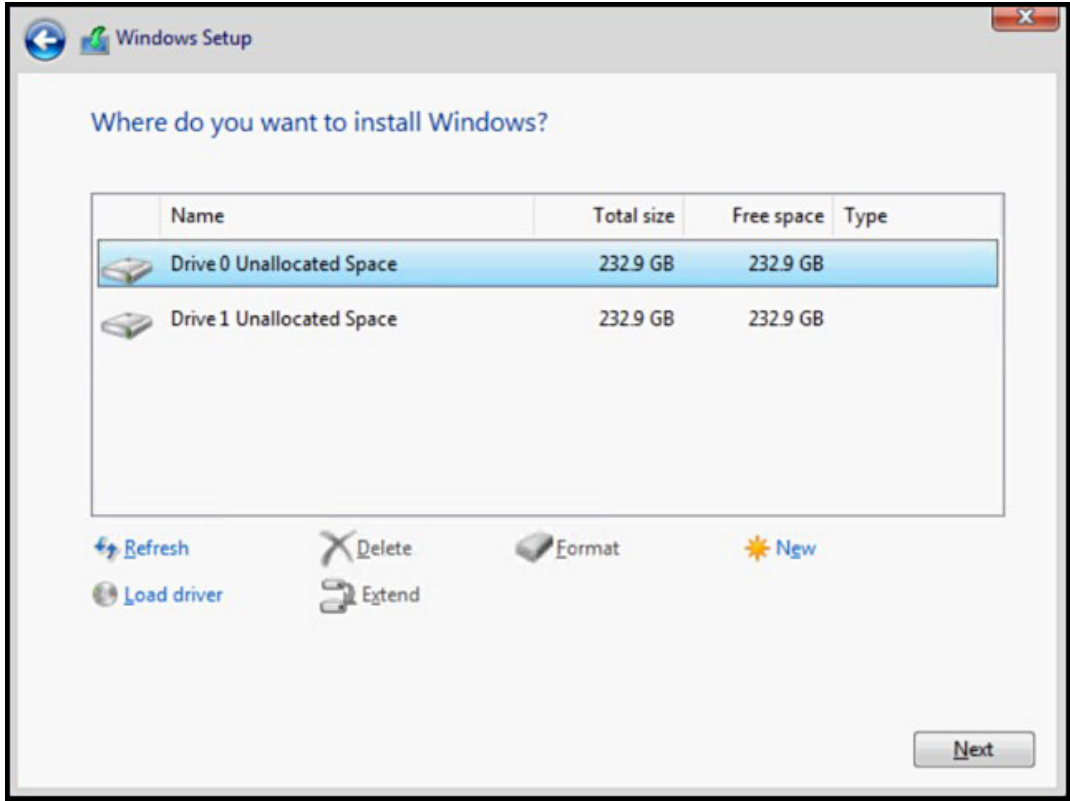 Windows Setup
Where do you want to install Windows?
Name Total size Free space Type
Drive 0 Unallocated Space 232.9 GB 232.9 GB
Drive 1 Unallocated Space 232.9 GB 232.9 GB
Refresh Delete Format New
Load driver Extend
Next